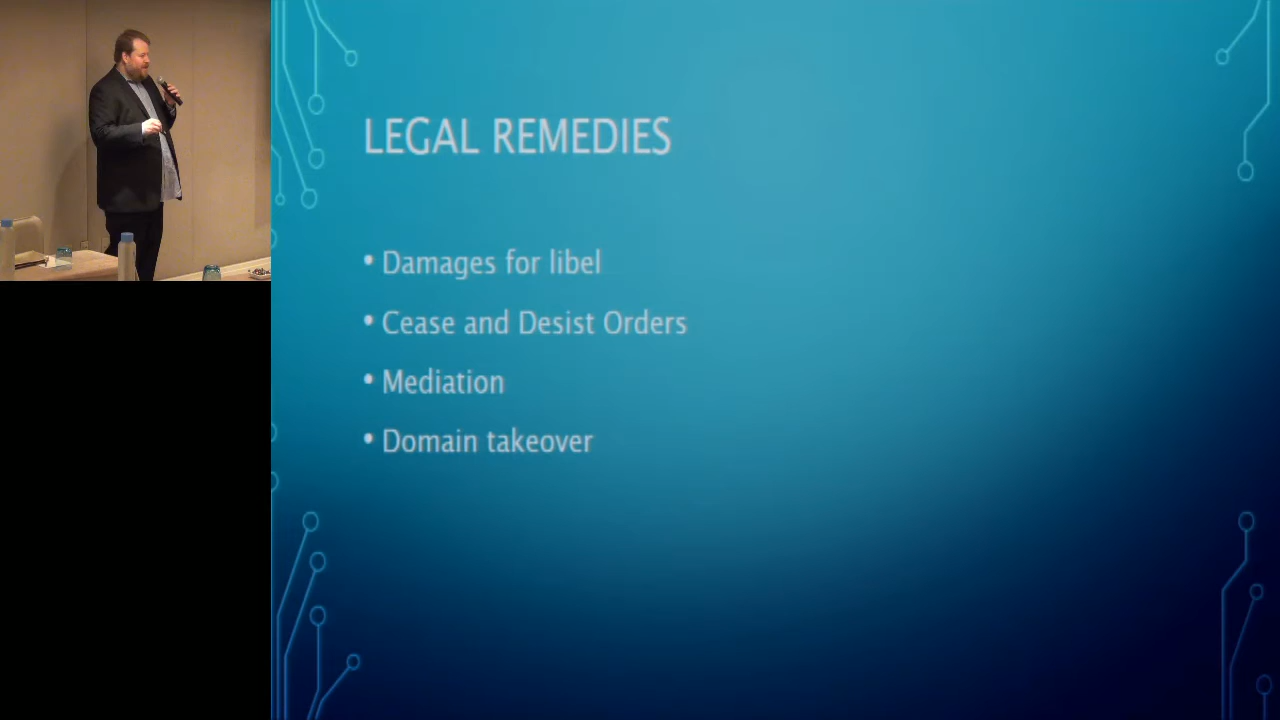 LEGAL REMEDIES
• Damages for libel
• Cease and Desist Orders
• Mediation
• Domain takeover